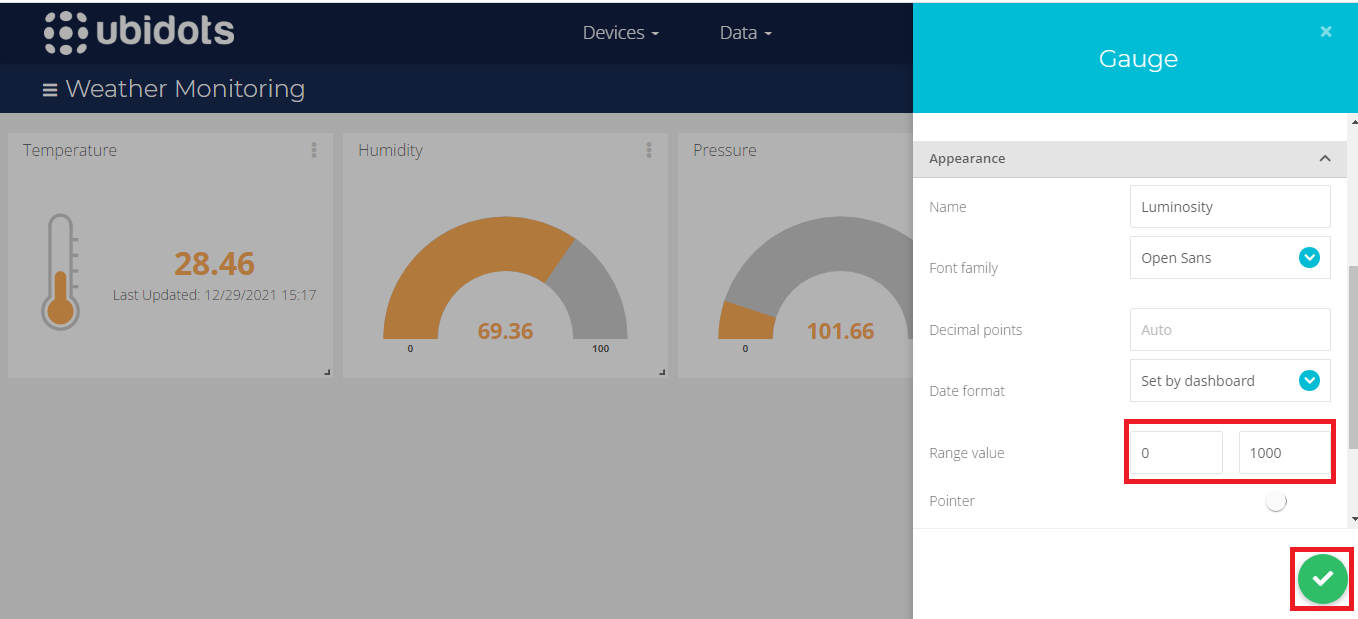 ubidots
Devices
Data
Weather Monitoring
Temperature
28.46
Last Updated: 12/29/2021 15:17
Humidity
69.36
0
100
Pressure
101.66
0
Gauge
Appearance
Name
Luminosity
Font family
Open Sans
Decimal points
Auto
Date format
Set by dashboard
Range value
0
1000
Pointer